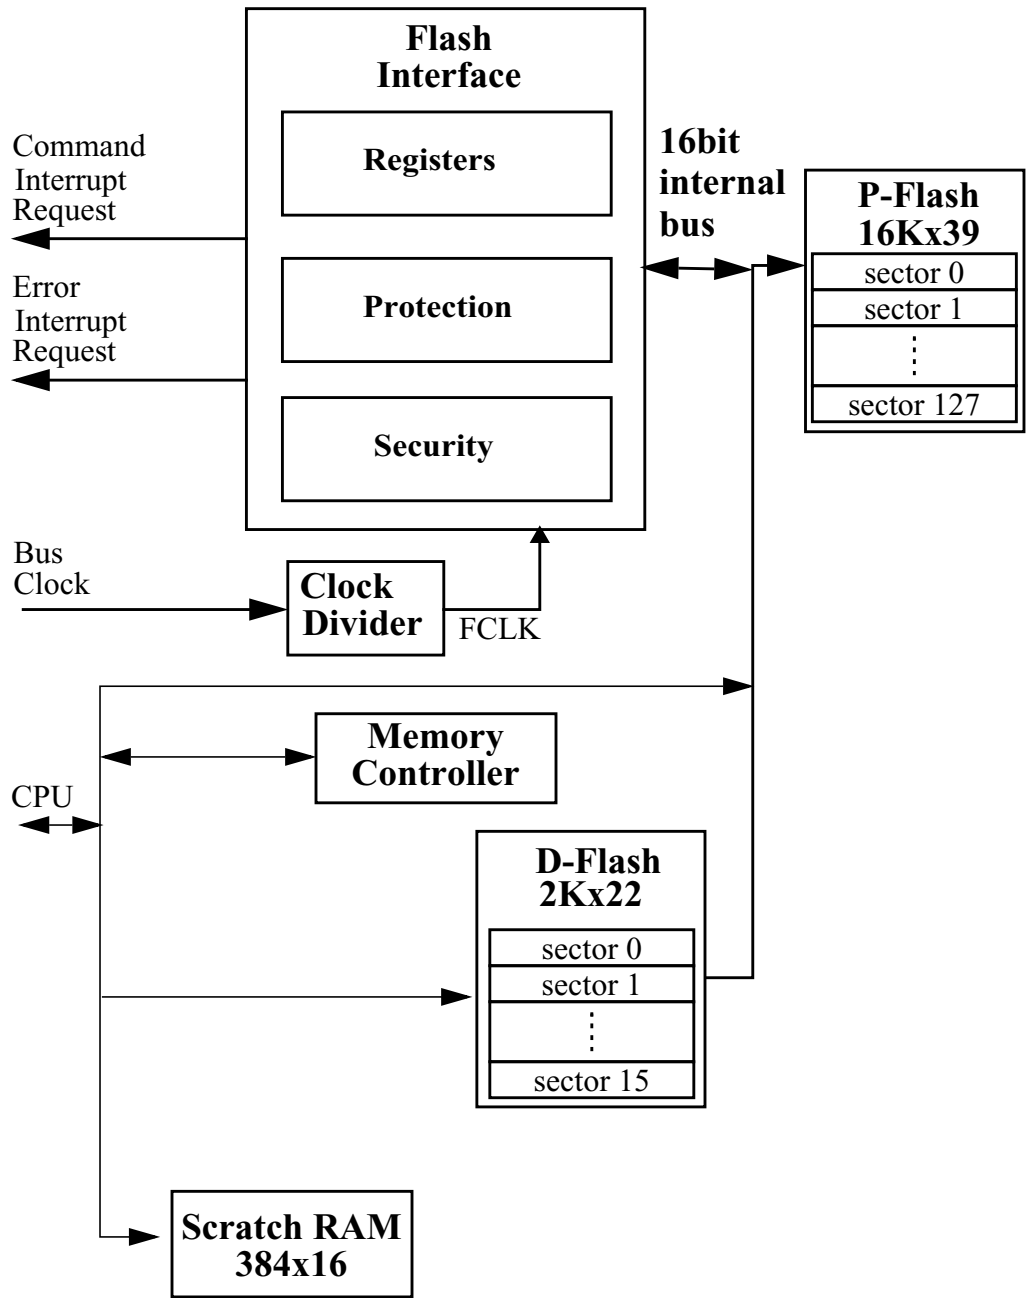 Flash
Interface
Registers
Protection
Security
Command
Interrupt
Request
Error
Interrupt
Request
16bit
internal
bus
P-Flash
16Kx39
sector 0
sector 1
sector 127
Bus
Clock
Clock
Divider
FCLK
Memory
Controller
CPU
D-Flash
2Kx22
sector 0
sector 1
sector 15
Scratch RAM
384x16